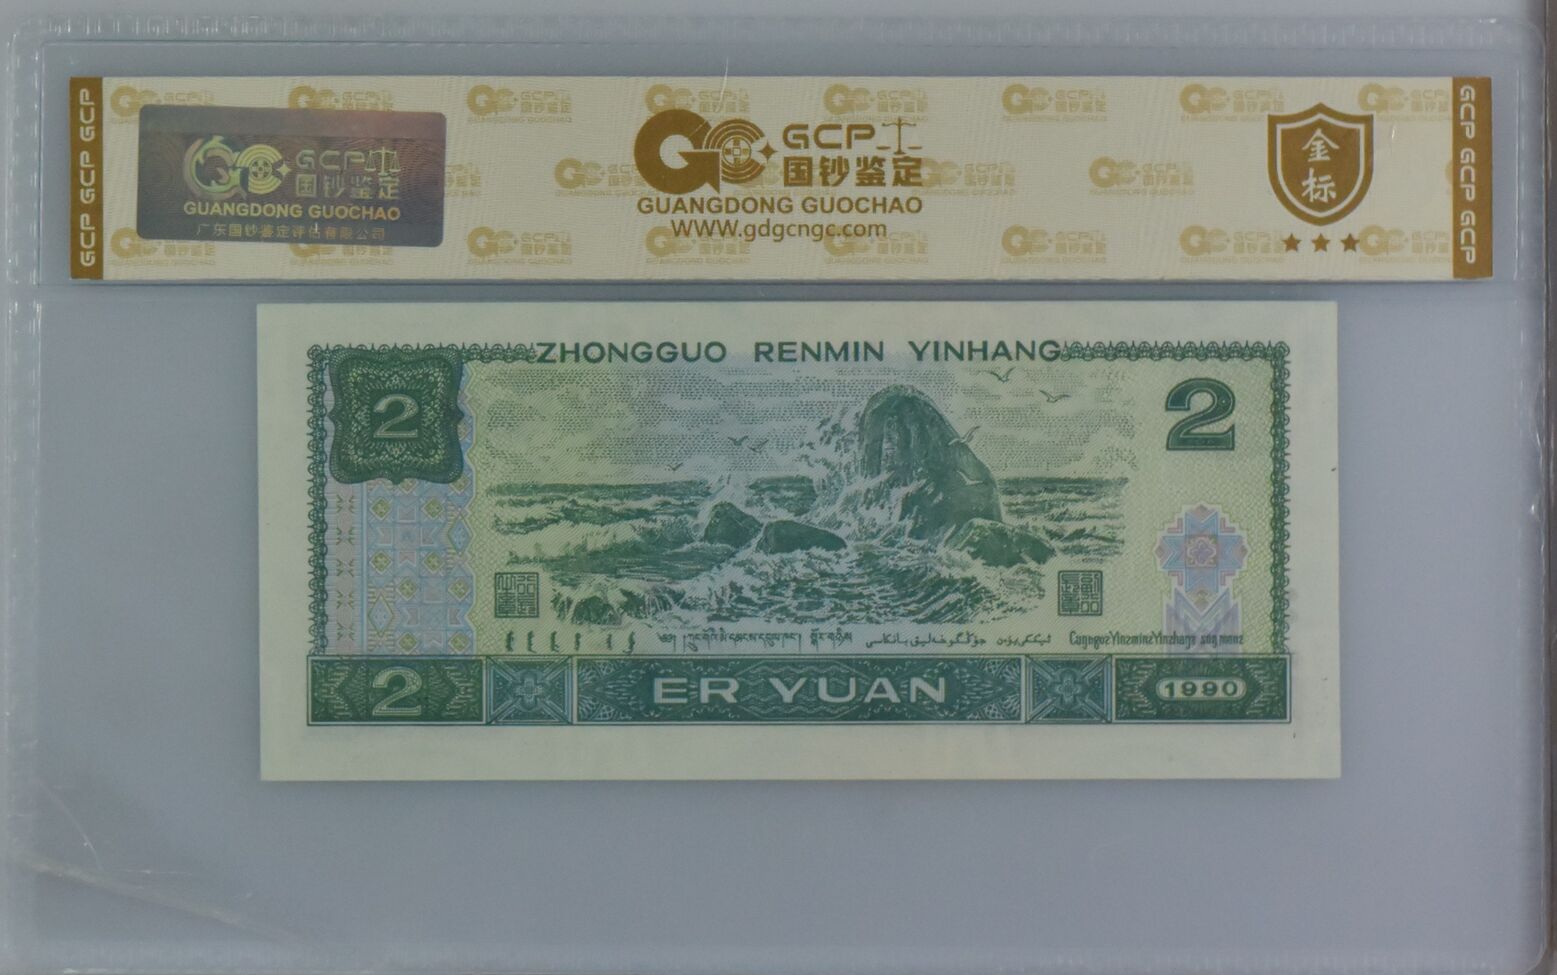 GCP GCP GCP
GCP
国钞鉴定
GUANGDONG GUOCHAO
广东国钞鉴定评估有限公司
GCP
国钞鉴定
GUANGDONG GUOCHAO
WWW.gdgcngc.com
金标
GCP GCP GCP
ZHONGGUO RENMIN YINHANG
2
2
2
ER YUAN
1990